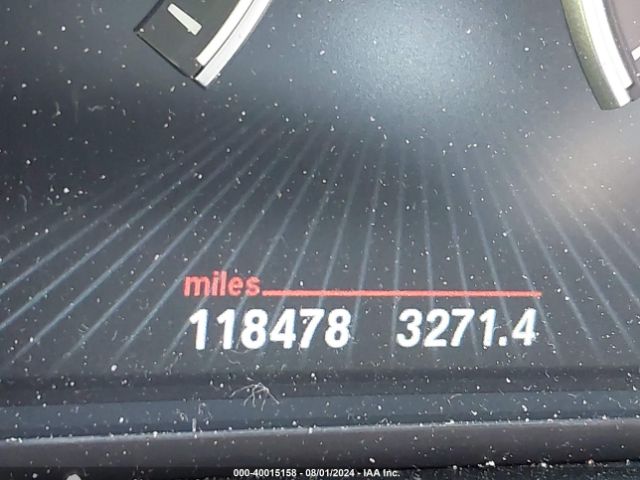 miles
118478 3271.4
000-40015158 - 08/01/2024 - IAA Inc.